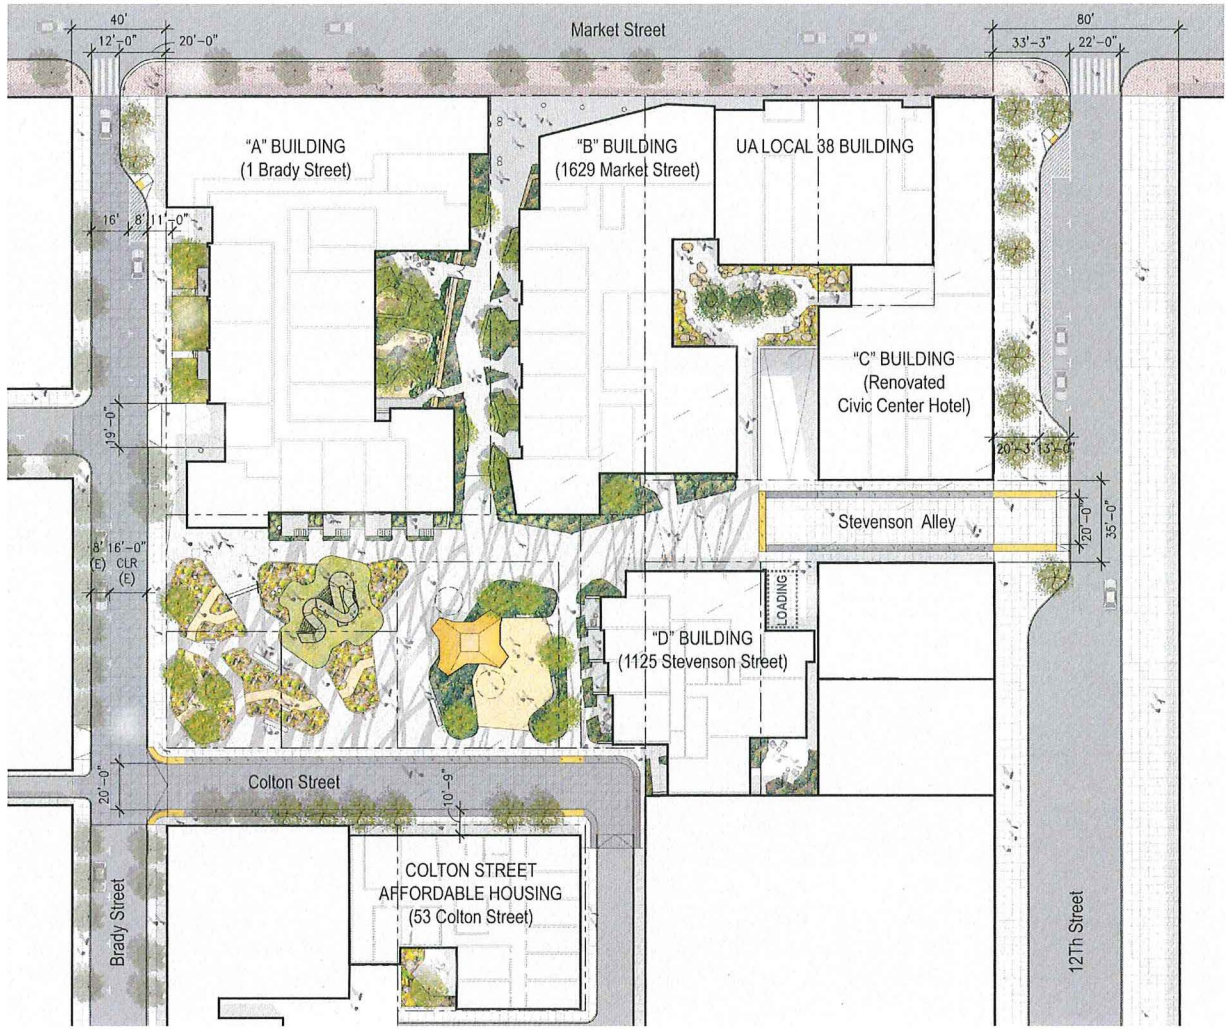 Market Street
40'
80'
12'-0"
20'-0"
33'-3"
22'-0"
"A" BUILDING
(1 Brady Street)
"B" BUILDING
(1629 Market Street)
UA LOCAL 38 BUILDING
16'
8'
11'-0"
"C" BUILDING
(Renovated
Civic Center Hotel)
19'-0"
20'-3"
13'-0"
Stevenson Alley
20'-0"
35'-0"
8'
(E)
16'-0"
CLR
(E)
LOADING
"D" BUILDING
(1125 Stevenson Street)
Colton Street
20'-0"
10'-9"
COLTON STREET
AFFORDABLE HOUSING
(53 Colton Street)
Brady Street
12Th Street